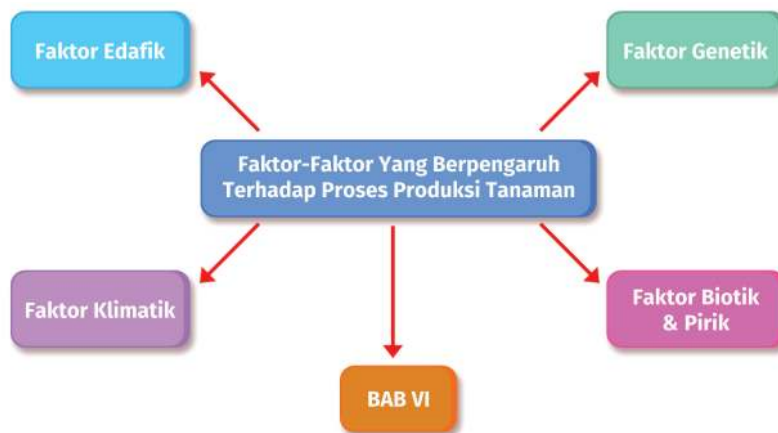 Faktor Edafik
Faktor Genetik
Faktor-Faktor Yang Berpengaruh
Terhadap Proses Produksi Tanaman
Faktor Klimatik
Faktor Biotik
& Pirik
BAB VI